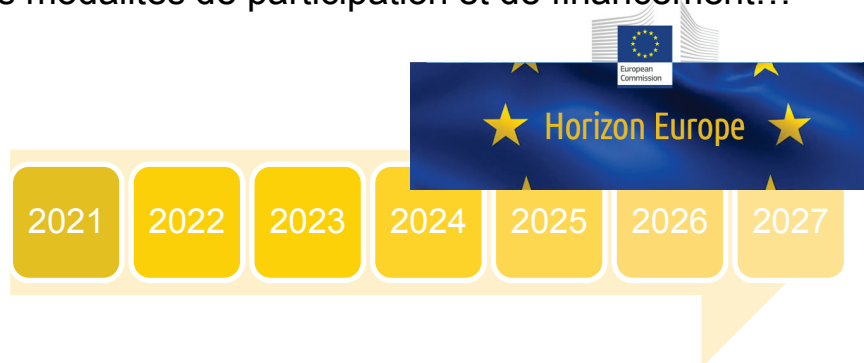 s modalités de participation et de financement…
European
Commission
Horizon Europe
2021 2022 2023 2024 2025 2026 2027